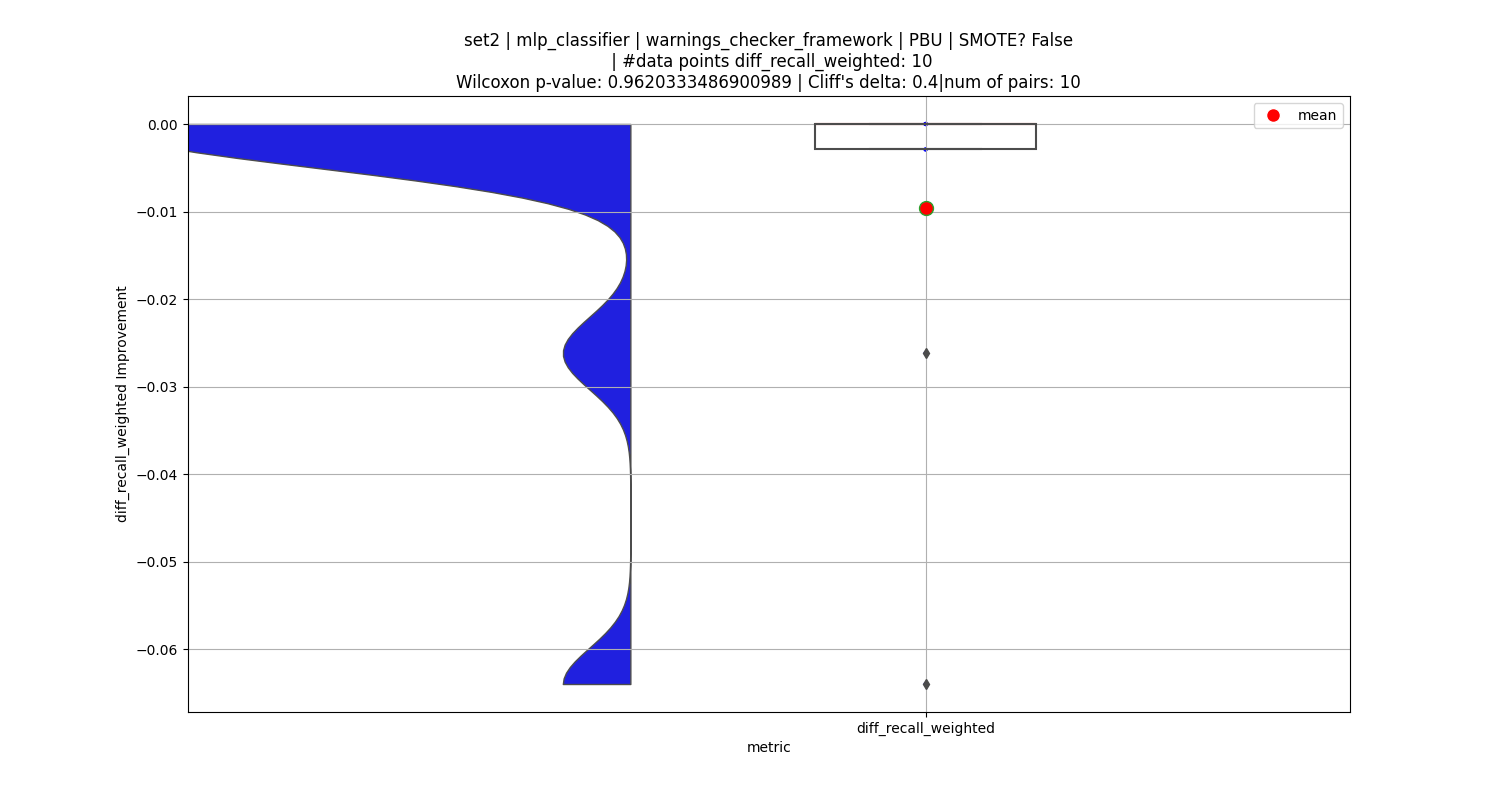 set2 | mlp_classifier | warnings_checker_framework | PBU | SMOTE? False
| #data points diff_recall_weighted: 10
Wilcoxon p-value: 0.9620333486900989 | Cliff's delta: 0.4|num of pairs: 10
mean
0.00
−0.01
−0.02
−0.03
−0.04
−0.05
−0.06
diff_recall_weighted Improvement
diff_recall_weighted
metric